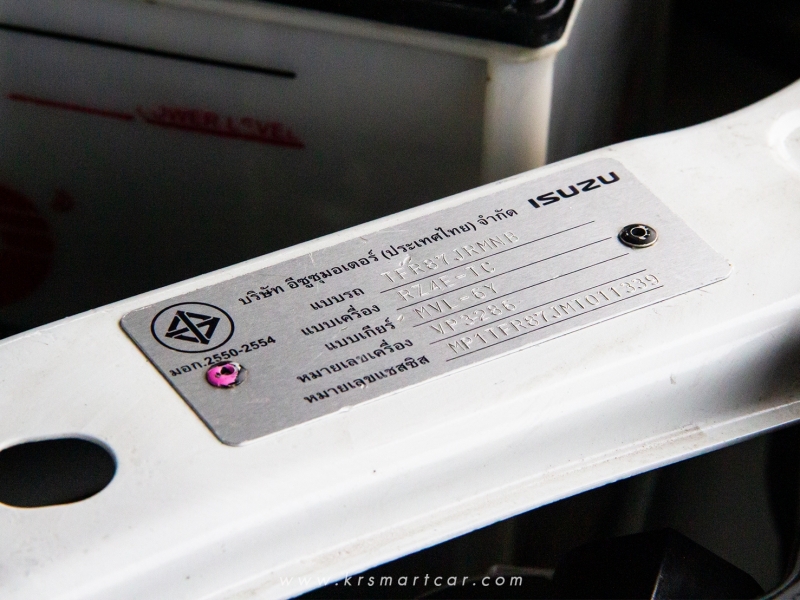 LOWER LEVEL
บริษัท อีซูซุมอเตอร์ (ประเทศไทย) จำกัด ISUZU
แบบรถ TFR87JRMNB
แบบเครื่อง RZ4E-TC
แบบเกียร์ MVI-6Y
หมายเลขเครื่อง VP3286
หมายเลขแชสซิส MP1TFR87JM1011339
มอก.2550-2554
www.krsmartcar.com